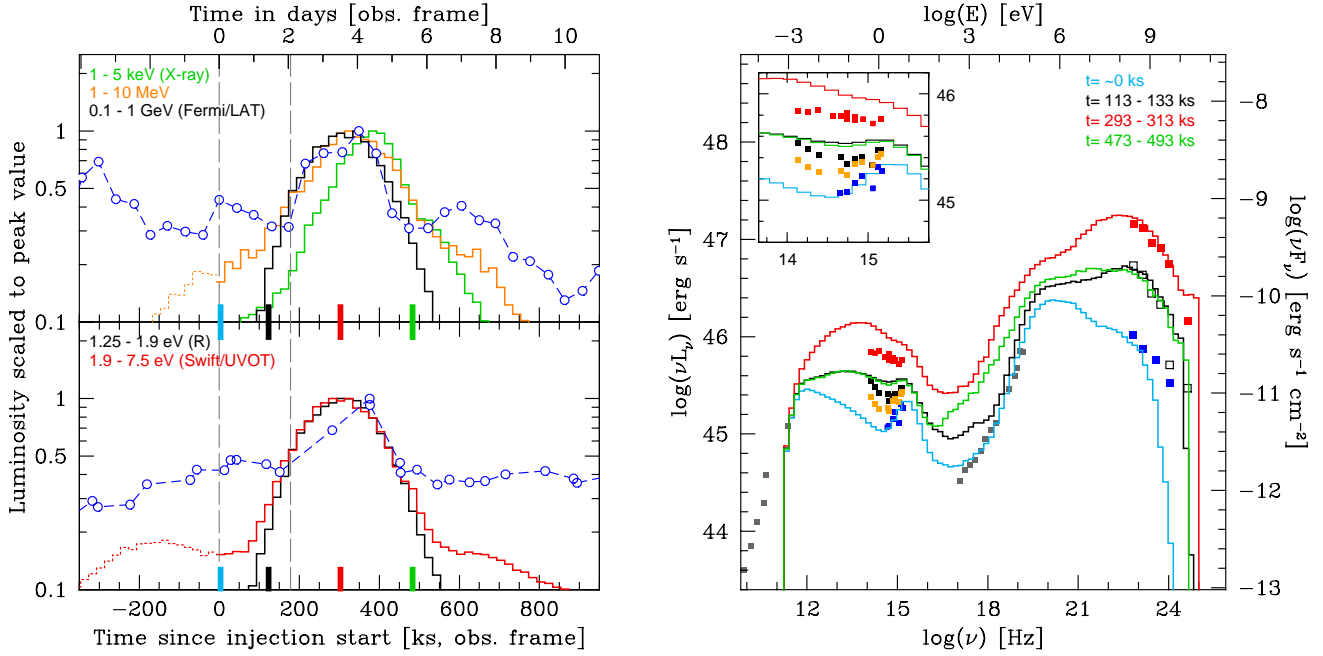 Time in days [obs. frame]
0 2 4 6 8 10
1 - 5 keV (X-ray)
1 - 10 MeV
0.1 - 1 GeV (Fermi/LAT)
1
0.5
0.1
1.25 - 1.9 eV (R)
1.9 - 7.5 eV (Swift/UVOT)
1
0.5
0.1
Luminosity scaled to peak value
−200 0 200 400 600 800
Time since injection start [ks, obs. frame]
log(E) [eV]
−3 0 3 6 9
t= ~0 ks
t= 113 - 133 ks
t= 293 - 313 ks
t= 473 - 493 ks
46
45
14 15
48
47
46
45
44
log(νLν) [erg s⁻¹]
−8
−9
−10
−11
−12
−13
log(νFν) [erg s⁻¹ cm⁻²]
12 15 18 21 24
log(ν) [Hz]